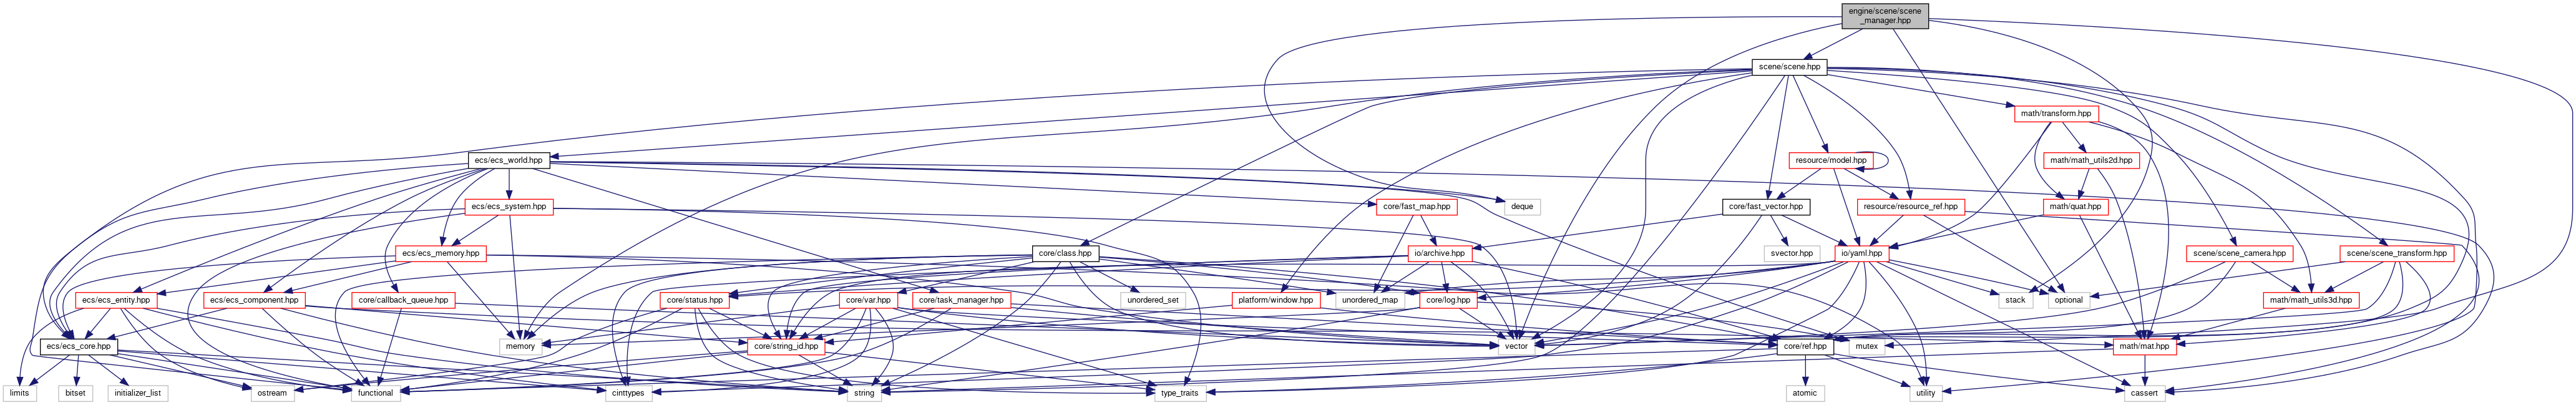 engine/scene/scene
_manager.hpp
scene/scene.hpp
math/transform.hpp
ecs/ecs_world.hpp
resource/model.hpp
math/math_utils2d.hpp
ecs/ecs_system.hpp
core/fast_map.hpp
deque
core/fast_vector.hpp
resource/resource_ref.hpp
math/quat.hpp
ecs/ecs_memory.hpp
core/class.hpp
io/archive.hpp
svector.hpp
io/yaml.hpp
scene/scene_camera.hpp
scene/scene_transform.hpp
ecs/ecs_entity.hpp
ecs/ecs_component.hpp
core/callback_queue.hpp
core/status.hpp
core/var.hpp
core/task_manager.hpp
unordered_set
platform/window.hpp
unordered_map
core/log.hpp
stack
optional
math/math_utils3d.hpp
ecs/ecs_core.hpp
memory
core/string_id.hpp
vector
core/ref.hpp
mutex
math/mat.hpp
limits
bitset
initializer_list
ostream
functional
cinttypes
string
type_traits
atomic
utility
cassert